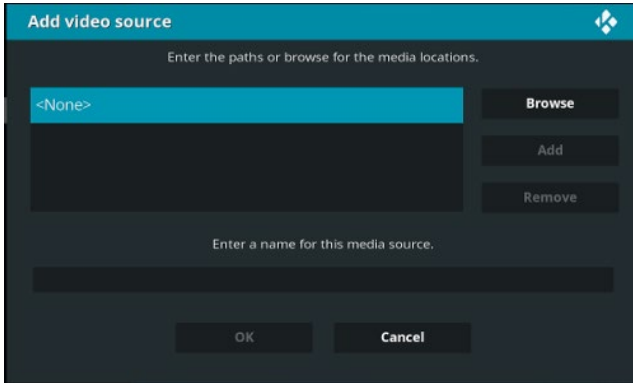 Add video source
Enter the paths or browse for the media locations.
<None>
Browse
Add
Remove
Enter a name for this media source.
OK
Cancel